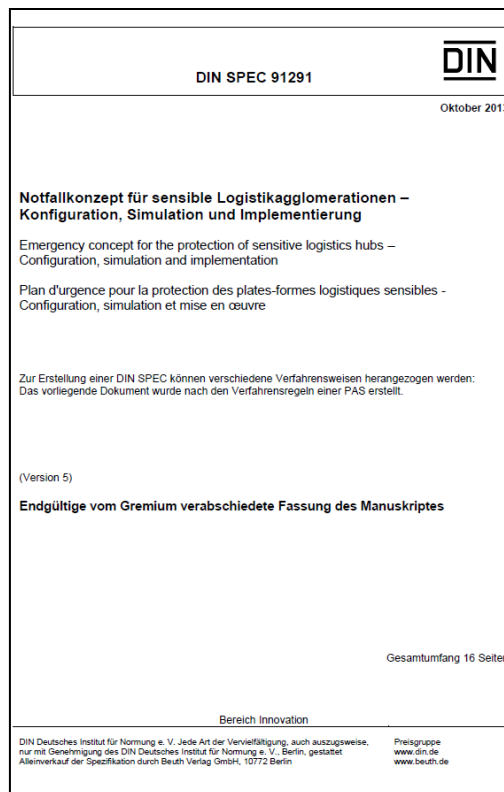 DIN
DIN SPEC 91291
Oktober 201
Notfallkonzept für sensible Logistikagglomerationen –
Konfiguration, Simulation und Implementierung
Emergency concept for the protection of sensitive logistics hubs –
Configuration, simulation and implementation
Plan d'urgence pour la protection des plates-formes logistiques sensibles -
Configuration, simulation et mise en œuvre
Zur Erstellung einer DIN SPEC können verschiedene Verfahrensweisen herangezogen werden:
Das vorliegende Dokument wurde nach den Verfahrensregeln einer PAS erstellt.
(Version 5)
Endgültige vom Gremium verabschiedete Fassung des Manuskriptes
Gesamtumfang 16 Seiten
Bereich Innovation
DIN Deutsches Institut für Normung e. V. Jede Art der Vervielfältigung, auch auszugsweise,
nur mit Genehmigung des DIN Deutsches Institut für Normung e. V., Berlin, gestattet
Alleinverkauf der Spezifikation durch Beuth Verlag GmbH, 10772 Berlin
Preisgruppe
www.din.de
www.beuth.de